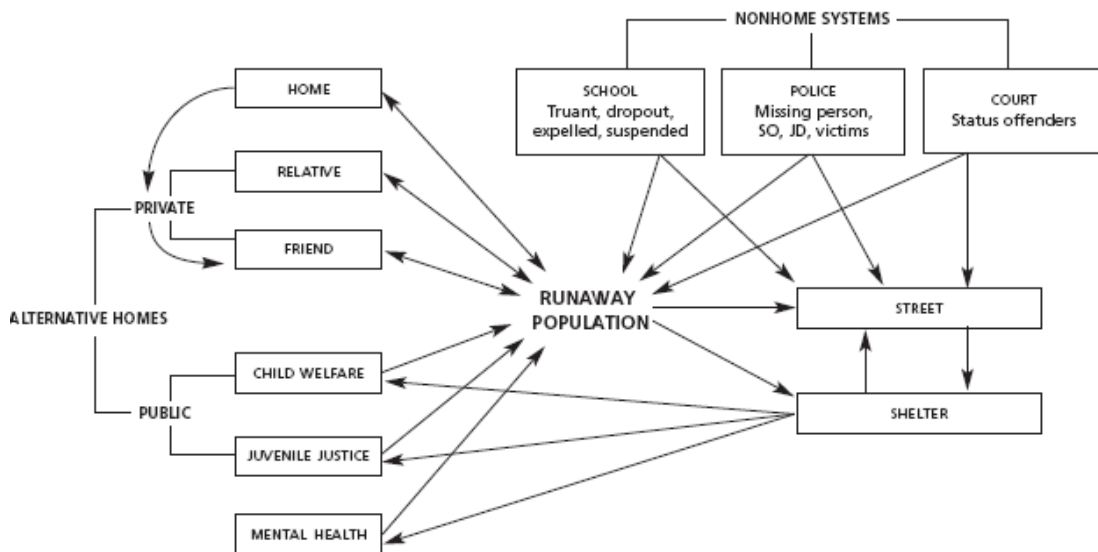 NONHOME SYSTEMS
HOME
SCHOOL
Truant, dropout,
expelled, suspended
POLICE
Missing person,
SO, JD, victims
COURT
Status offenders
RELATIVE
PRIVATE
FRIEND
RUNAWAY
POPULATION
STREET
ALTERNATIVE HOMES
CHILD WELFARE
PUBLIC
SHELTER
JUVENILE JUSTICE
MENTAL HEALTH